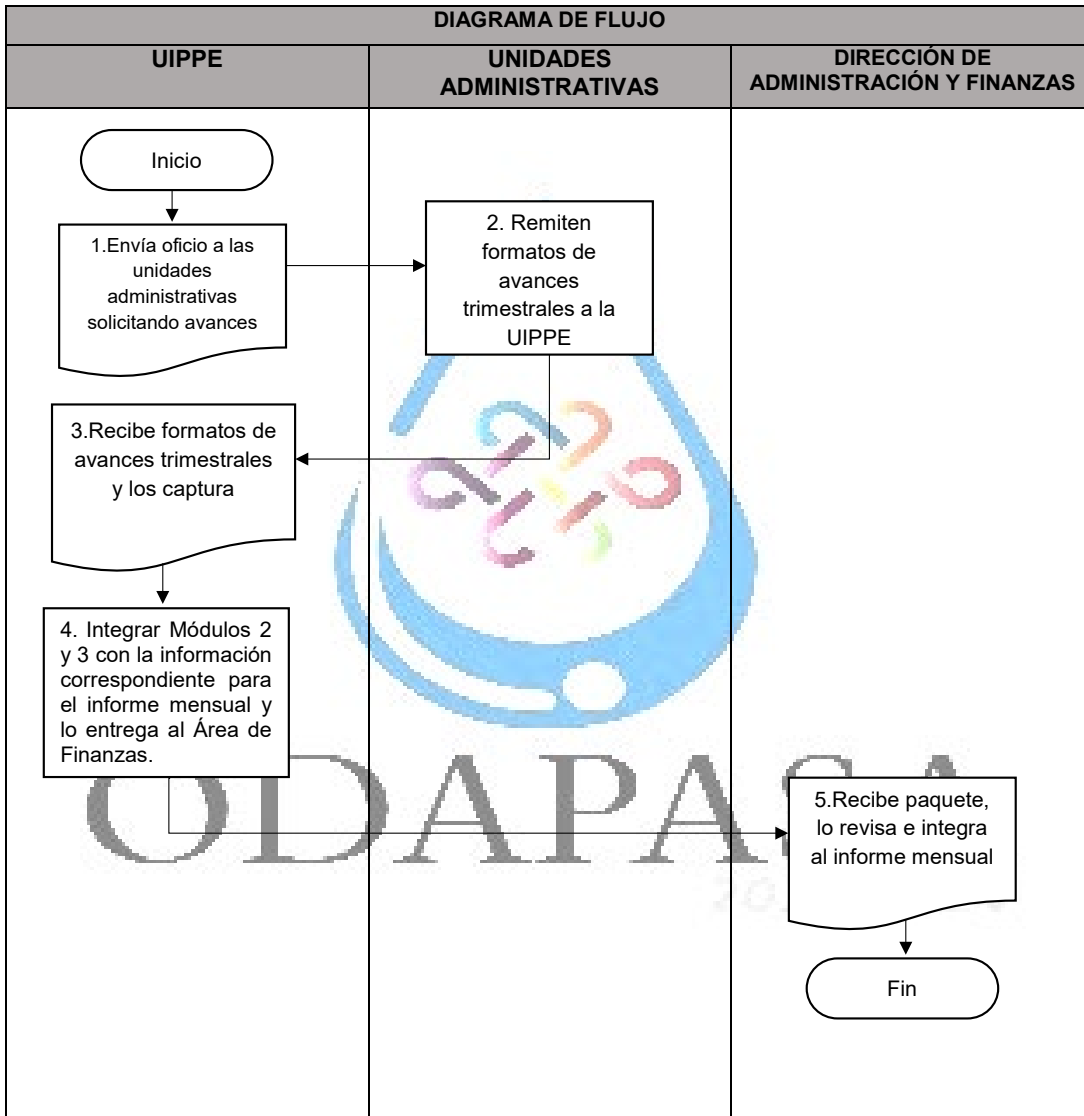 DIAGRAMA DE FLUJO
UIPPE
UNIDADES
ADMINISTRATIVAS
DIRECCIÓN DE
ADMINISTRACIÓN Y FINANZAS
Inicio
1.Envía oficio a las
unidades
administrativas
solicitando avances
2. Remiten
formatos de
avances
trimestrales a la
UIPPE
3.Recibe formatos de
avances trimestrales
y los captura
4. Integrar Módulos 2
y 3 con la información
correspondiente para
el informe mensual y
lo entrega al Área de
Finanzas.
5.Recibe paquete,
lo revisa e integra
al informe mensual
Fin
ODAPASA